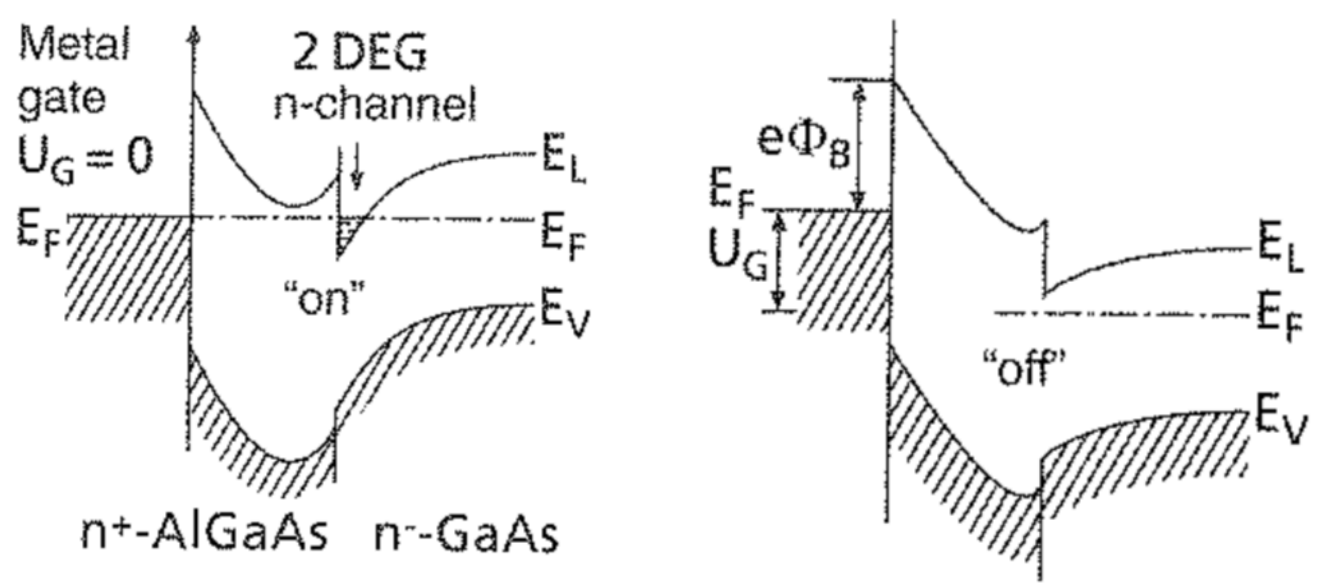 Metal
gate
U_G = 0
2 DEG
n-channel
E_L
E_F
E_F
"on"
E_V
n⁺-AlGaAs
n⁻-GaAs
eΦ_B
E_F
U_G
E_L
E_F
"off"
E_V